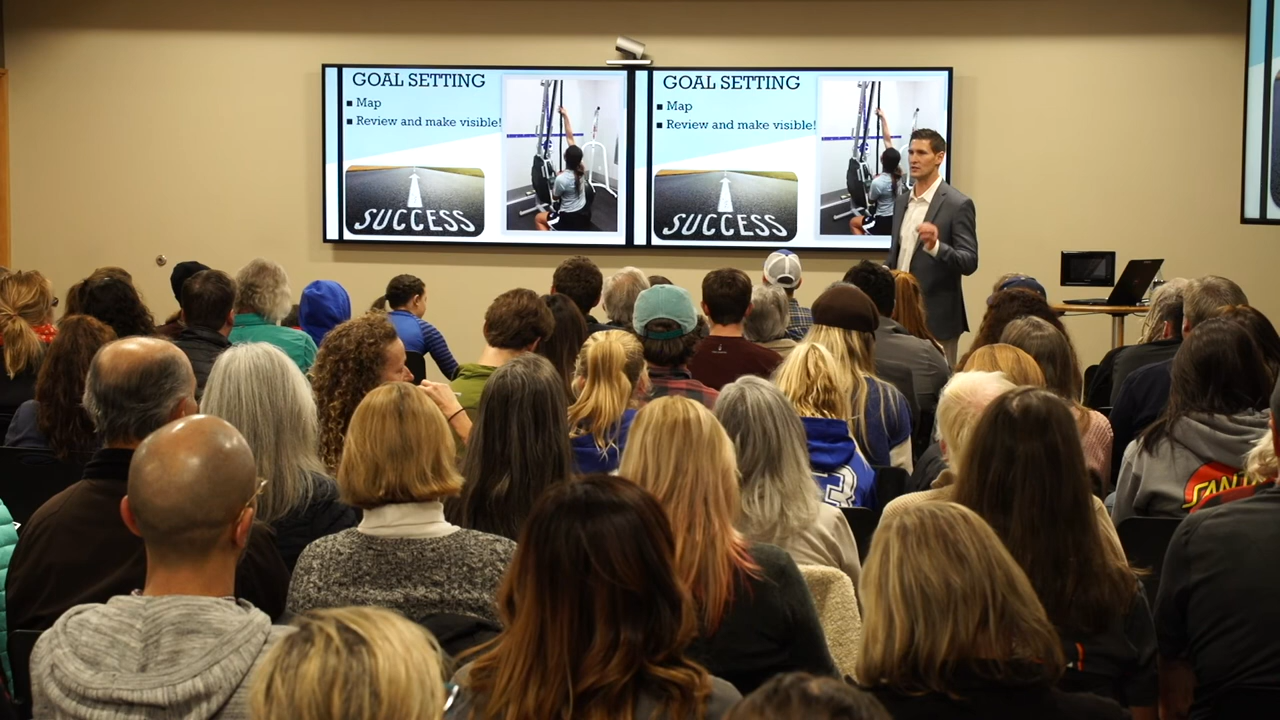 GOAL SETTING
■ Map
■ Review and make visible!
SUCCESS
GOAL SETTING
■ Map
■ Review and make visible!
SUCCESS